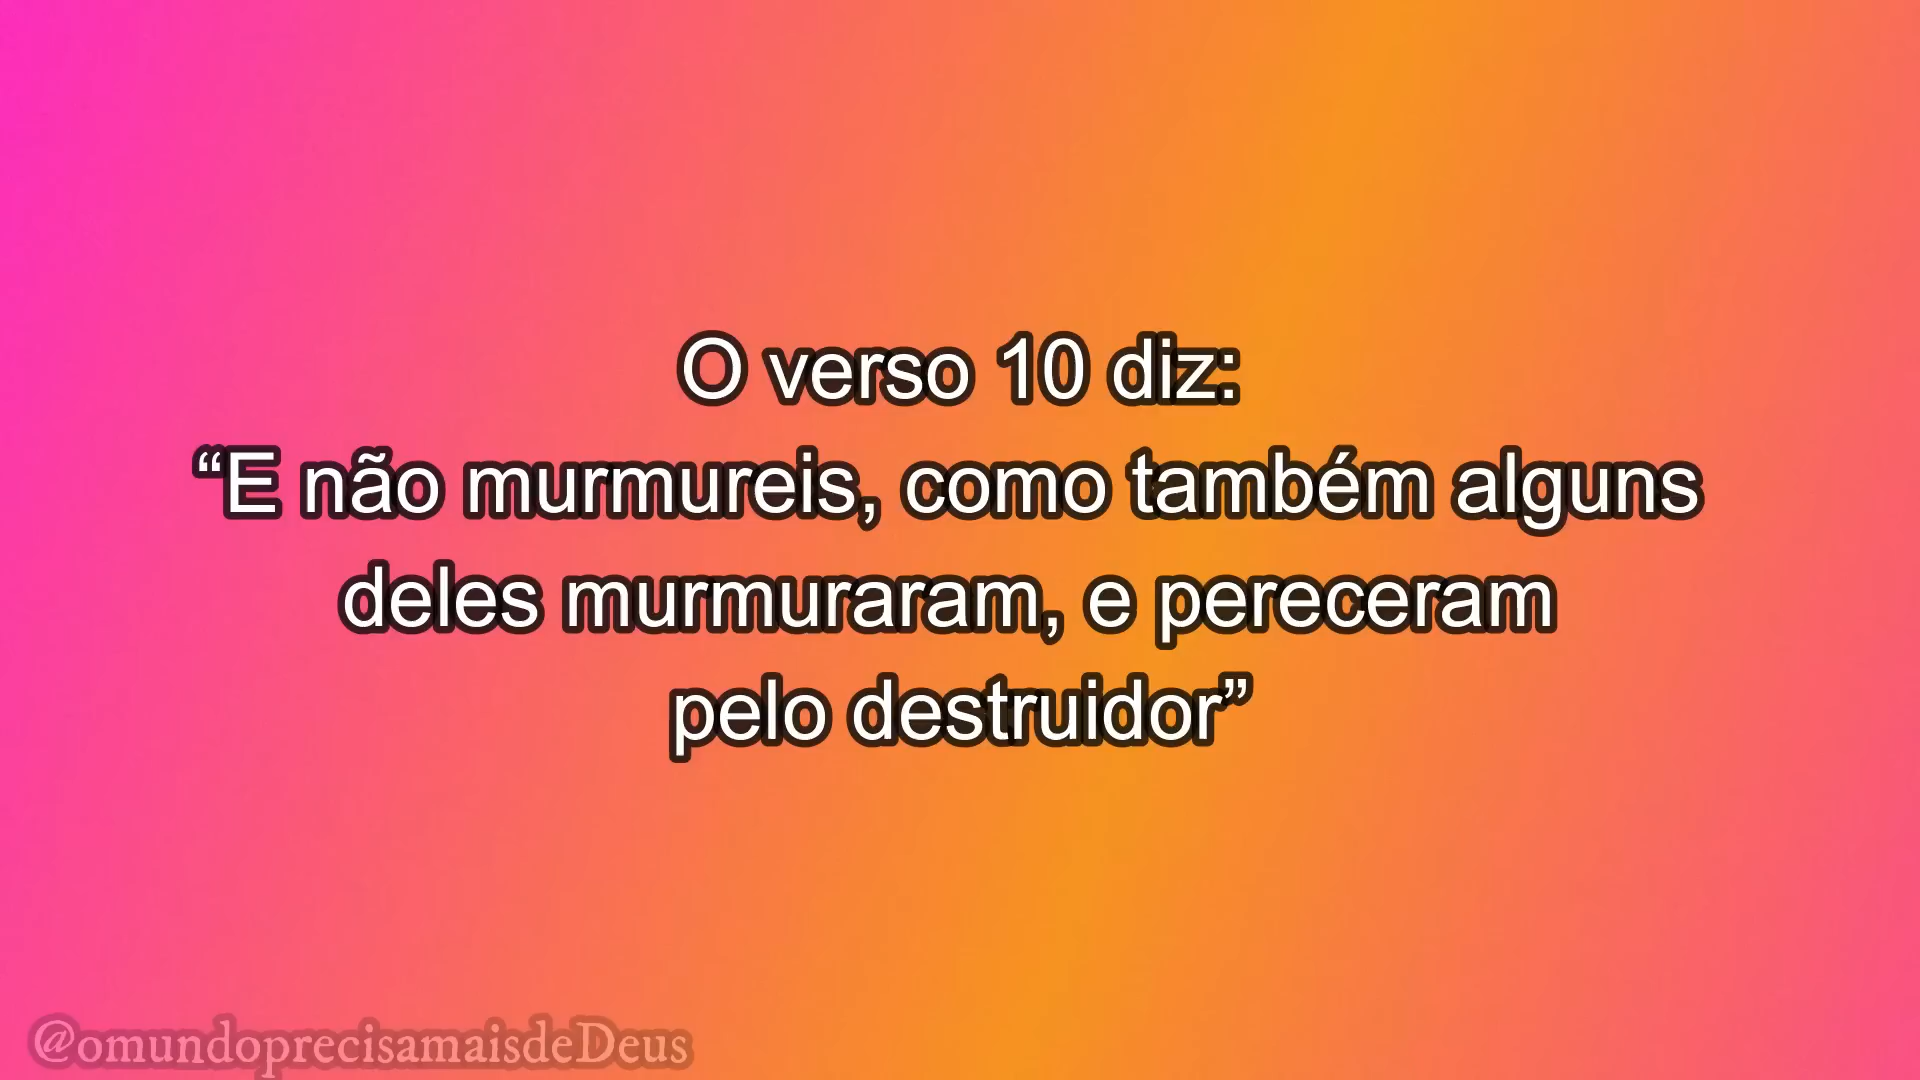 O verso 10 diz:
“E não murmureis, como também alguns
deles murmuraram, e pereceram
pelo destruidor”
@omundoprecisamaisdeDeus